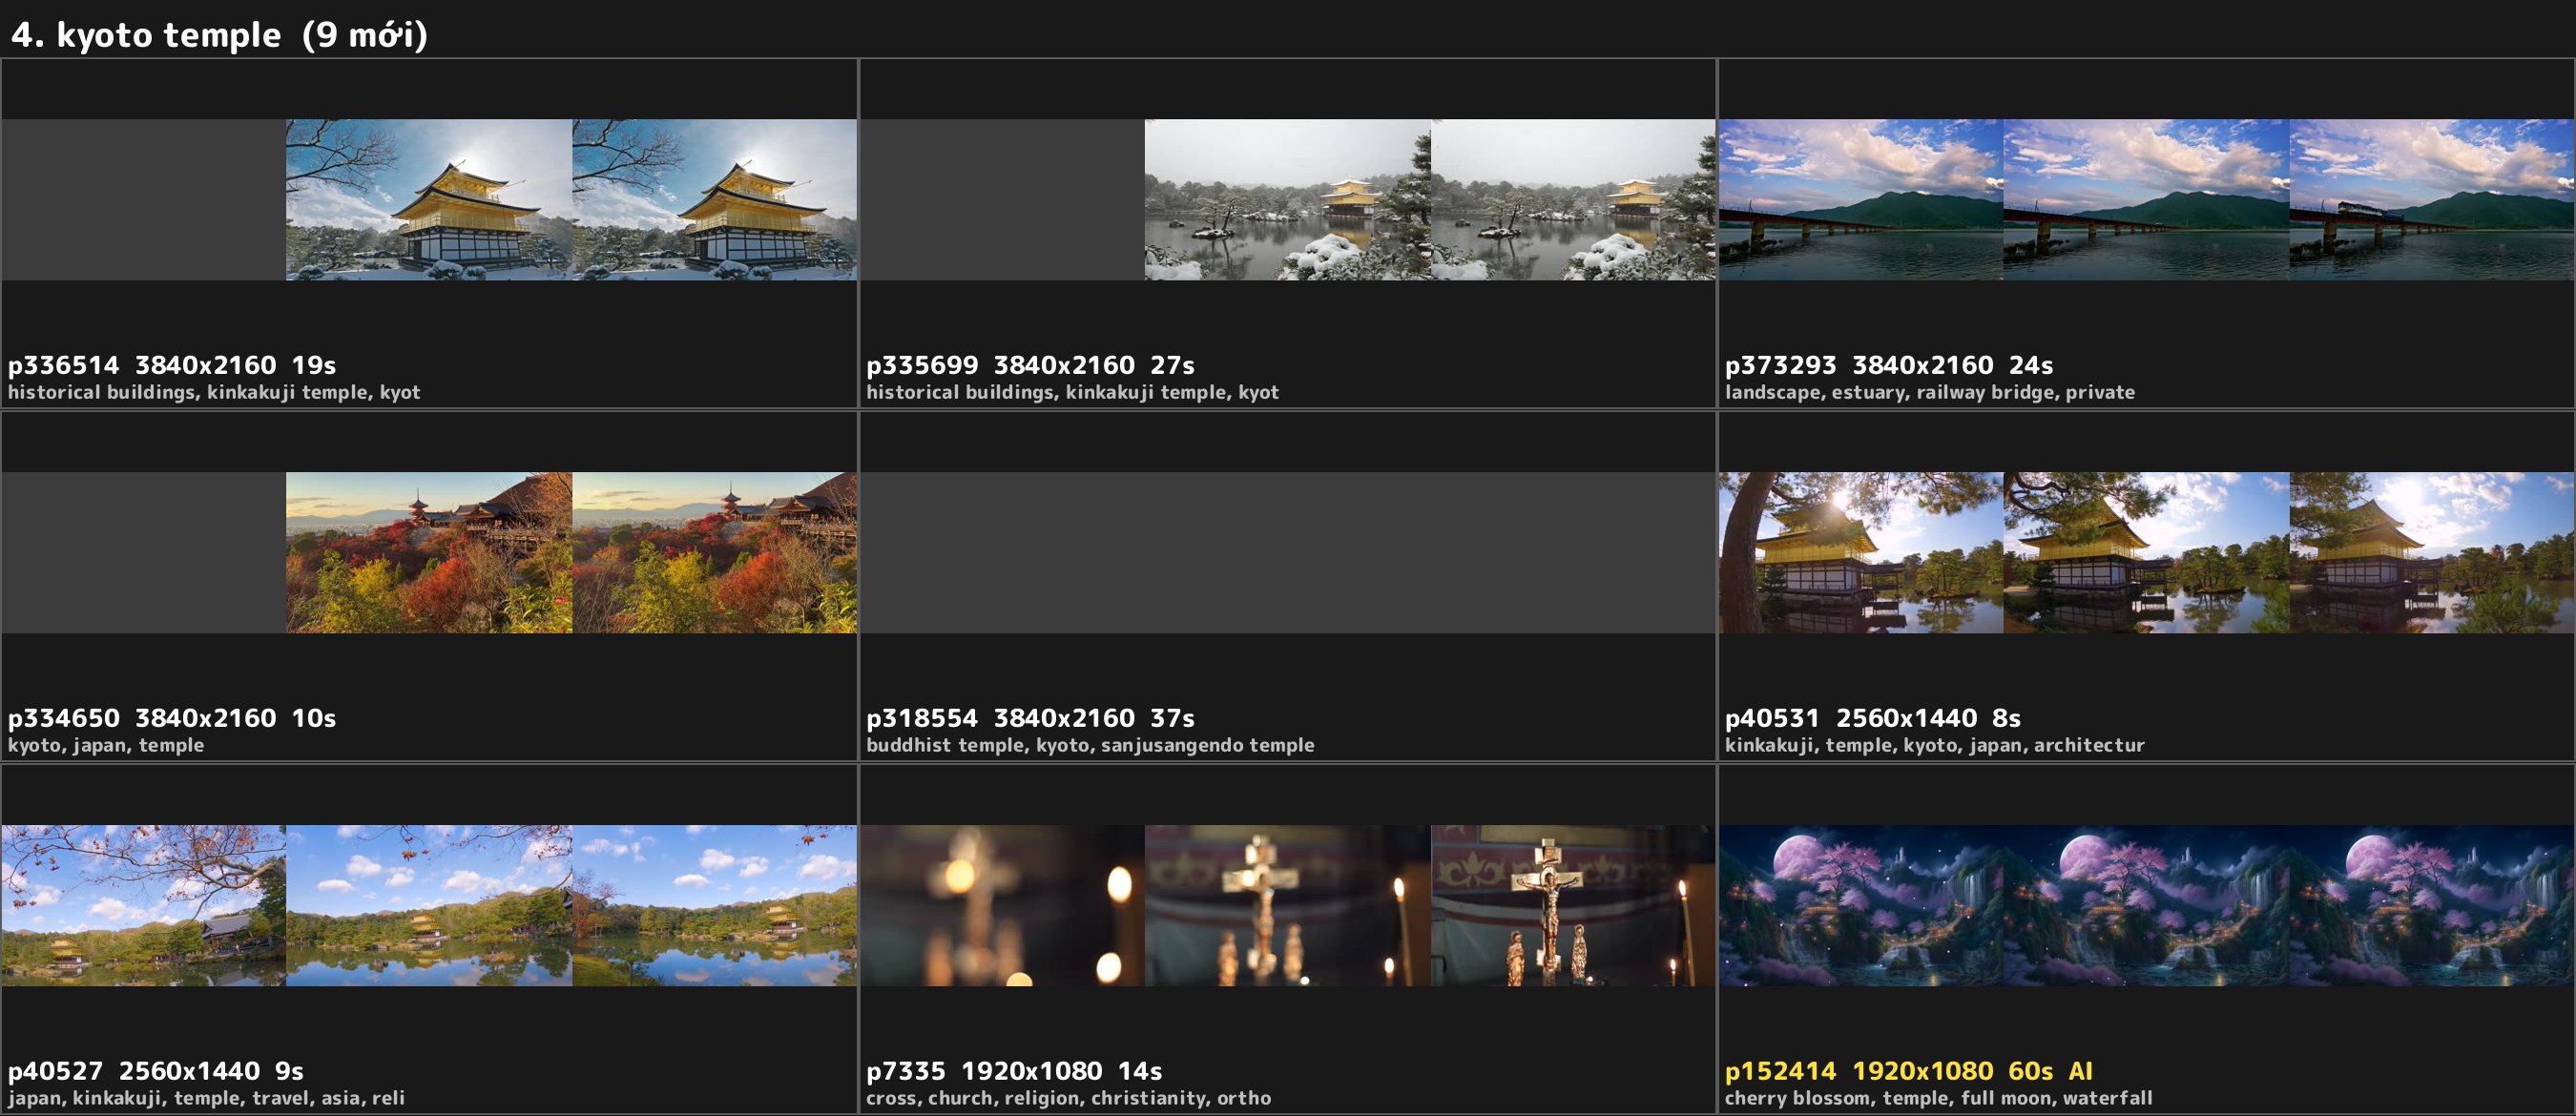 4. kyoto temple (9 mới)
p336514 3840x2160 19s
historical buildings, kinkakuji temple, kyot
p335699 3840x2160 27s
historical buildings, kinkakuji temple, kyot
p373293 3840x2160 24s
landscape, estuary, railway bridge, private
p334650 3840x2160 10s
kyoto, japan, temple
p318554 3840x2160 37s
buddhist temple, kyoto, sanjusangendo temple
p40531 2560x1440 8s
kinkakuji, temple, kyoto, japan, architectur
p40527 2560x1440 9s
japan, kinkakuji, temple, travel, asia, reli
p7335 1920x1080 14s
cross, church, religion, christianity, ortho
p152414 1920x1080 60s AI
cherry blossom, temple, full moon, waterfall